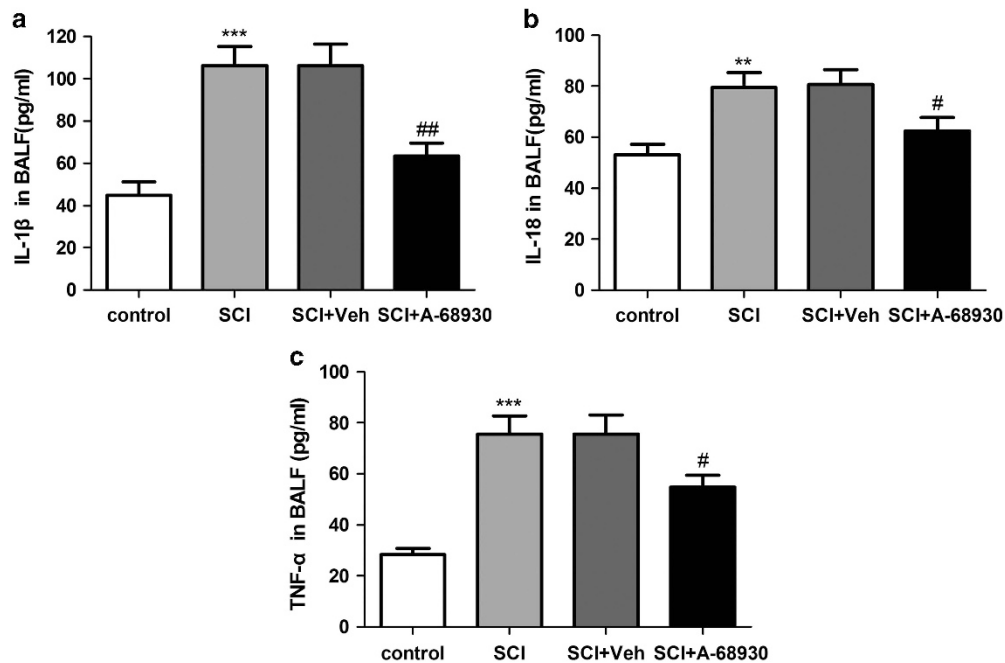 a
IL-1β in BALF(pg/ml)
120
100
80
60
40
20
0
***
##
control SCI SCI+Veh SCI+A-68930
b
IL-18 in BALF(pg/ml)
100
80
60
40
20
0
**
#
control SCI SCI+Veh SCI+A-68930
c
TNF-α in BALF (pg/ml)
100
80
60
40
20
0
***
#
control SCI SCI+Veh SCI+A-68930